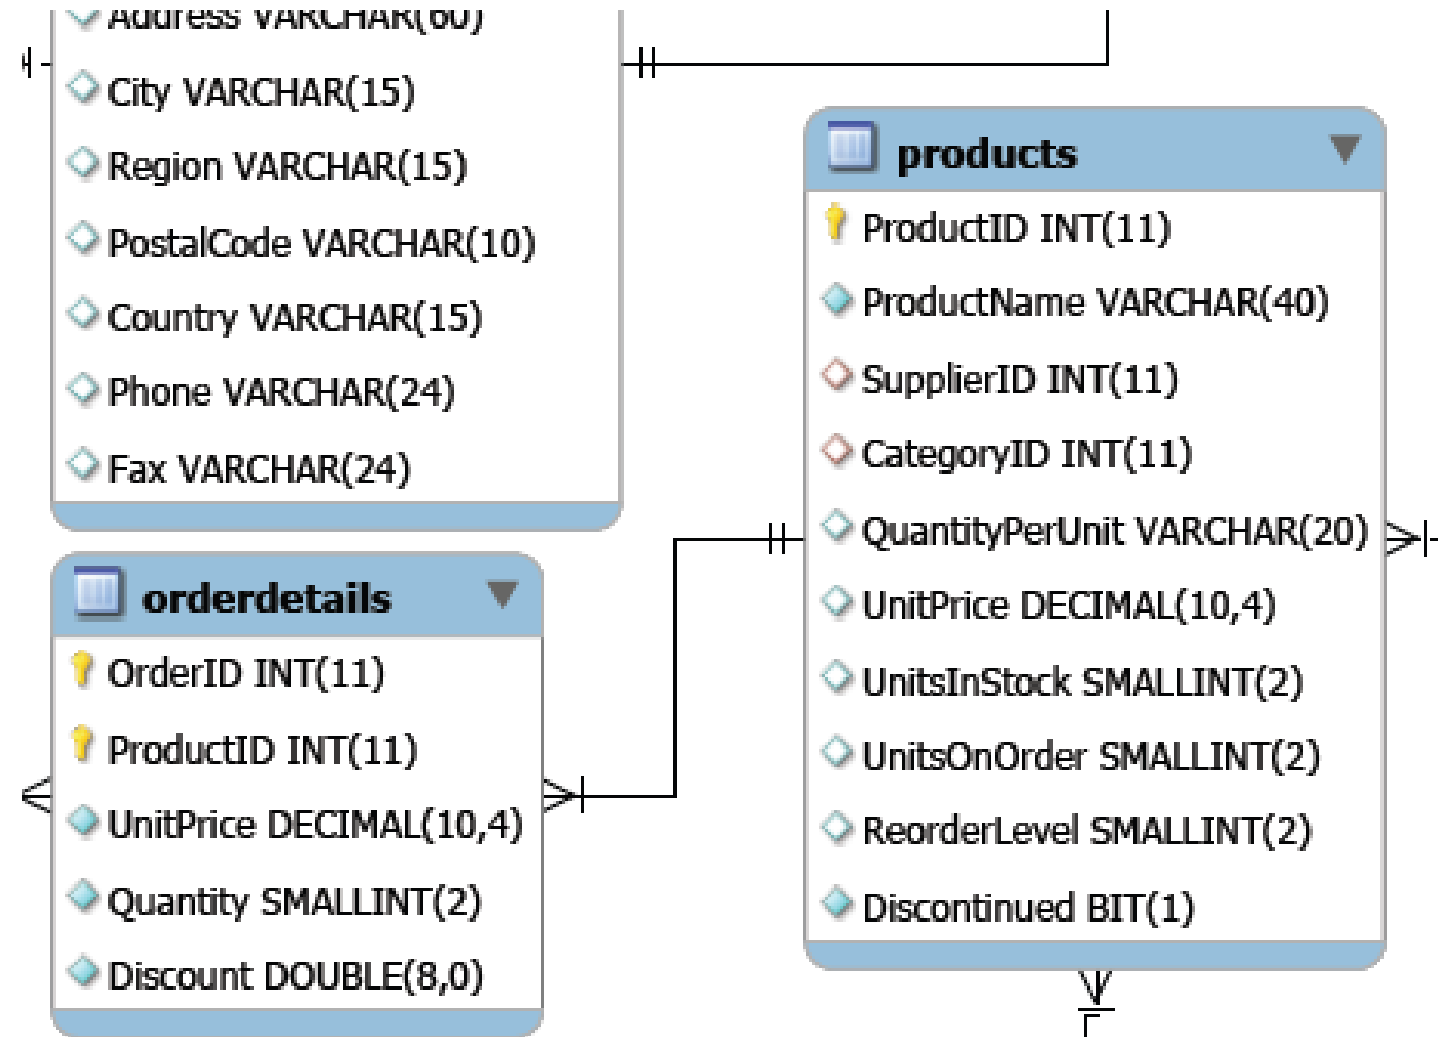 Address VARCHAR(60)
City VARCHAR(15)
Region VARCHAR(15)
PostalCode VARCHAR(10)
Country VARCHAR(15)
Phone VARCHAR(24)
Fax VARCHAR(24)
orderdetails
OrderID INT(11)
ProductID INT(11)
UnitPrice DECIMAL(10,4)
Quantity SMALLINT(2)
Discount DOUBLE(8,0)
products
ProductID INT(11)
ProductName VARCHAR(40)
SupplierID INT(11)
CategoryID INT(11)
QuantityPerUnit VARCHAR(20)
UnitPrice DECIMAL(10,4)
UnitsInStock SMALLINT(2)
UnitsOnOrder SMALLINT(2)
ReorderLevel SMALLINT(2)
Discontinued BIT(1)